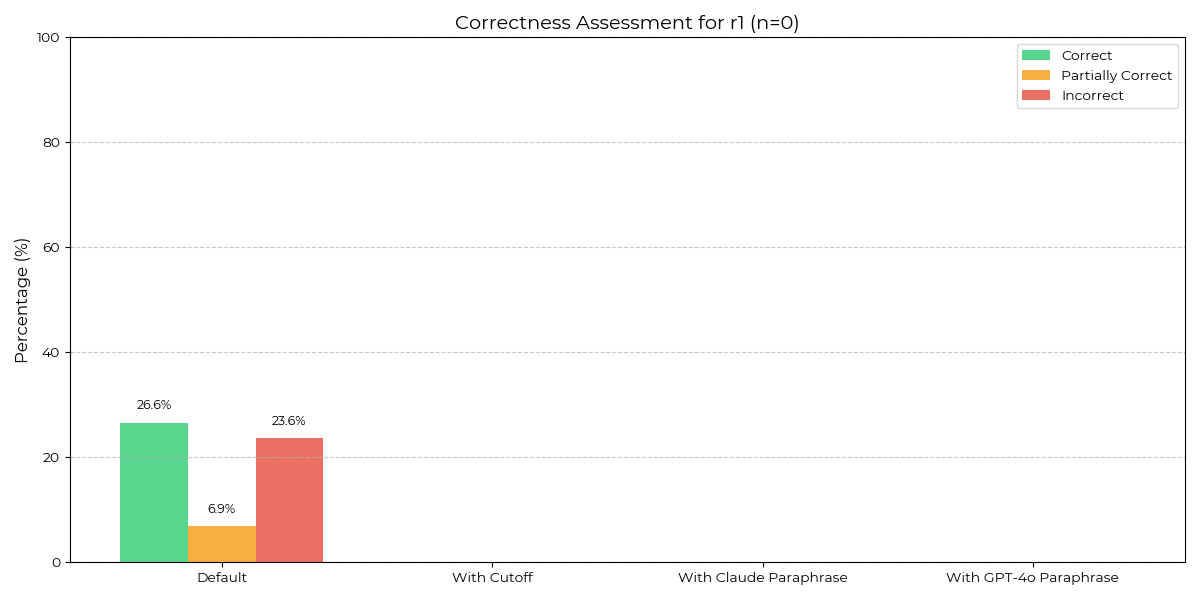 Correctness Assessment for r1 (n=0)
100
80
60
40
20
0
Percentage (%)
Correct
Partially Correct
Incorrect
26.6%
6.9%
23.6%
Default
With Cutoff
With Claude Paraphrase
With GPT-4o Paraphrase